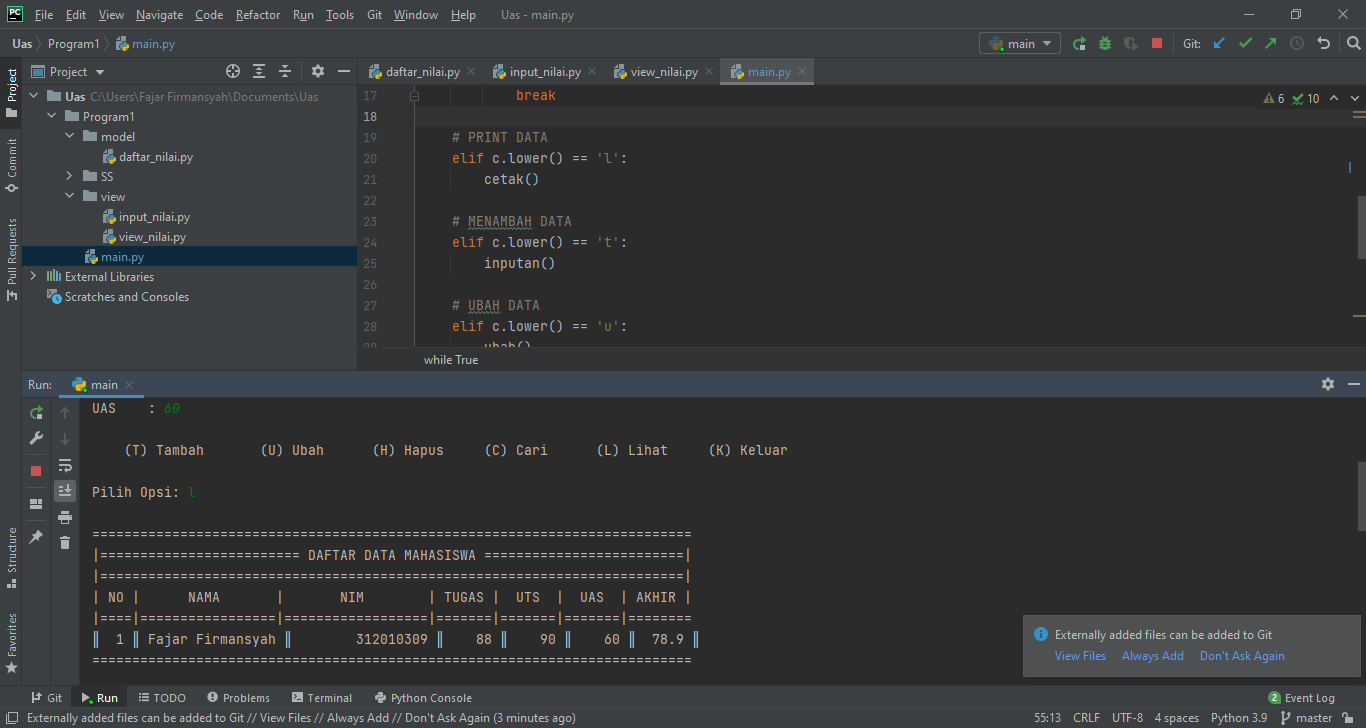 PC File Edit View Navigate Code Refactor Run Tools Git Window Help Uas - main.py
Uas Program1 main.py main Git:
Project daftar_nilai.py input_nilai.py view_nilai.py main.py
Project
Commit
Pull Requests
Structure
Favorites
Uas C:\Users\Fajar Firmansyah\Documents\Uas
Program1
model
daftar_nilai.py
SS
view
input_nilai.py
view_nilai.py
main.py
External Libraries
Scratches and Consoles
6 10
17 break
18
19 # PRINT DATA
20 elif c.lower() == 'l':
21 cetak()
22
23 # MENAMBAH DATA
24 elif c.lower() == 't':
25 inputan()
26
27 # UBAH DATA
28 elif c.lower() == 'u':
29 ubah()
while True
Run: main
UAS : 60
(T) Tambah (U) Ubah (H) Hapus (C) Cari (L) Lihat (K) Keluar
Pilih Opsi: l
===========================================================================
|========================= DAFTAR DATA MAHASISWA =========================|
|=========================================================================|
| NO | NAMA | NIM | TUGAS | UTS | UAS | AKHIR |
|====|=================|==================|=======|=======|=======|========
║ 1 ║ Fajar Firmansyah ║ 312010309 ║ 88 ║ 90 ║ 60 ║ 78.9 ║
===========================================================================
Externally added files can be added to Git
View Files Always Add Don't Ask Again
Git Run TODO Problems Terminal Python Console 2 Event Log
Externally added files can be added to Git // View Files // Always Add // Don't Ask Again (3 minutes ago) 55:13 CRLF UTF-8 4 spaces Python 3.9 master